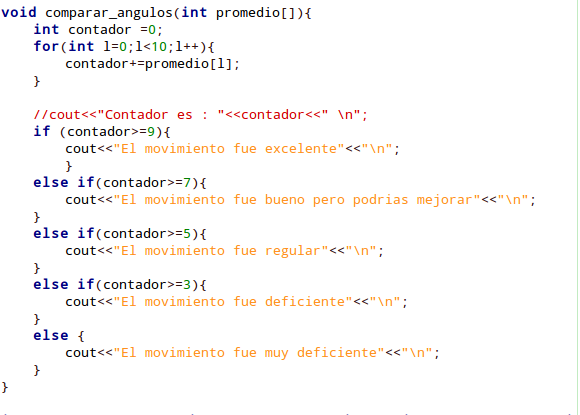 void comparar_angulos(int promedio[]){
    int contador =0;
    for(int l=0;l<10;l++){
        contador+=promedio[l];
    }

    //cout<<"Contador es : "<<contador<<" \n";
    if (contador>=9){
        cout<<"El movimiento fue excelente"<<"\n";
        }
    else if(contador>=7){
        cout<<"El movimiento fue bueno pero podrias mejorar"<<"\n";
    }
    else if(contador>=5){
        cout<<"El movimiento fue regular"<<"\n";
    }
    else if(contador>=3){
        cout<<"El movimiento fue deficiente"<<"\n";
    }
    else {
        cout<<"El movimiento fue muy deficiente"<<"\n";
    }
}